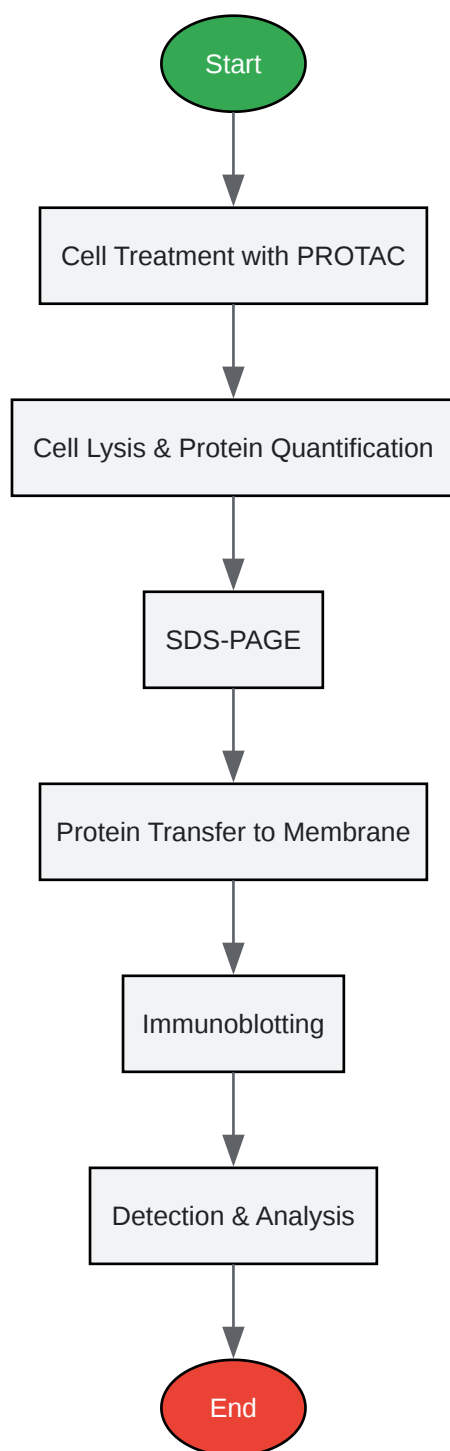 Start
Cell Treatment with PROTAC
Cell Lysis & Protein Quantification
SDS-PAGE
Protein Transfer to Membrane
Immunoblotting
Detection & Analysis
End